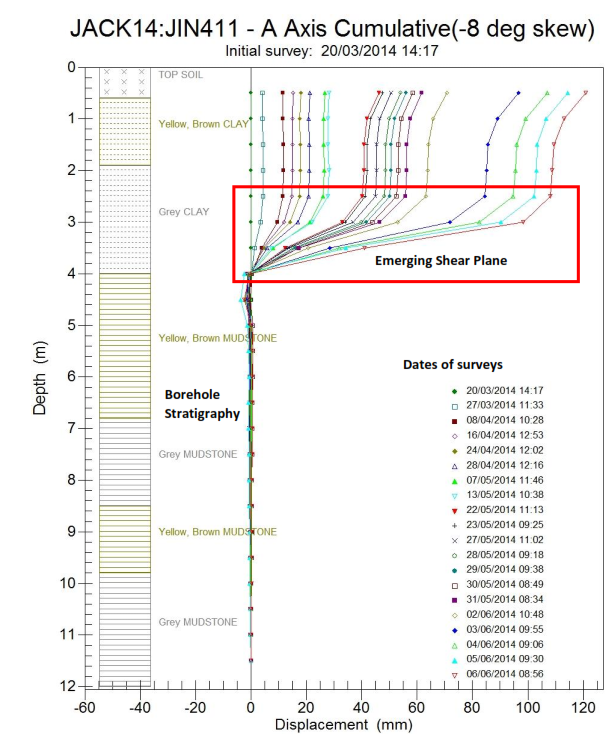 JACK14:JIN411 - A Axis Cumulative(-8 deg skew)
Initial survey: 20/03/2014 14:17
0
1
2
3
4
5
6
7
8
9
10
11
12
Depth (m)
TOP SOIL
Yellow, Brown CLAY
Grey CLAY
Yellow, Brown MUDSTONE
Grey MUDSTONE
Yellow, Brown MUDSTONE
Grey MUDSTONE
Borehole
Stratigraphy
Emerging Shear Plane
Dates of surveys
20/03/2014 14:17
27/03/2014 11:33
08/04/2014 10:28
16/04/2014 12:53
24/04/2014 12:02
28/04/2014 12:16
07/05/2014 11:46
13/05/2014 10:38
22/05/2014 11:13
23/05/2014 09:25
27/05/2014 11:02
28/05/2014 09:18
29/05/2014 09:38
30/05/2014 08:49
31/05/2014 08:34
02/06/2014 10:48
03/06/2014 09:55
04/06/2014 09:06
05/06/2014 09:30
06/06/2014 08:56
-60 -40 -20 0 20 40 60 80 100 120
Displacement (mm)